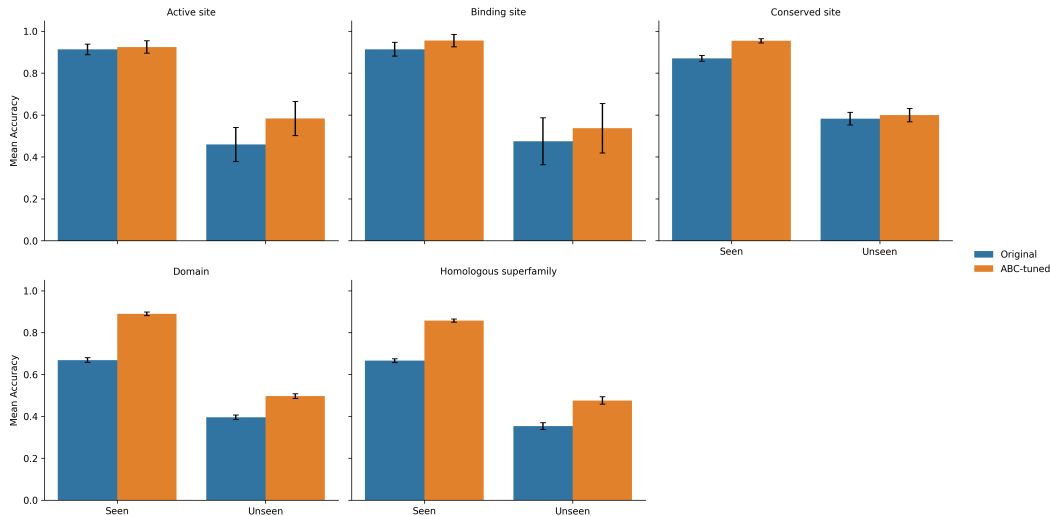 Active site
Binding site
Conserved site
Mean Accuracy
1.0
0.8
0.6
0.4
0.2
0.0
Seen
Unseen
Original
ABC-tuned
Domain
Homologous superfamily
Mean Accuracy
1.0
0.8
0.6
0.4
0.2
0.0
Seen
Unseen
Seen
Unseen